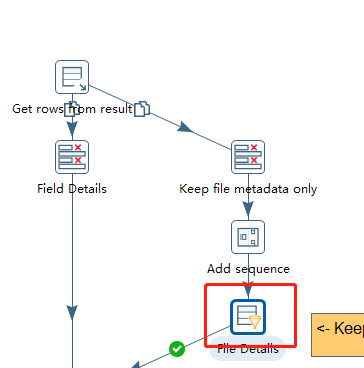 Get rows from result
Field Details
Keep file metadata only
Add sequence
File Details
<- Keep